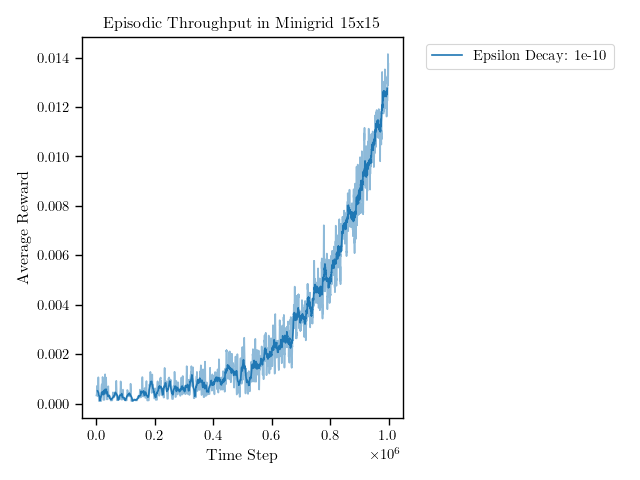 Episodic Throughput in Minigrid 15x15
Epsilon Decay: 1e-10
Average Reward
0.014
0.012
0.010
0.008
0.006
0.004
0.002
0.000
0.0 0.2 0.4 0.6 0.8 1.0
Time Step
×10⁶